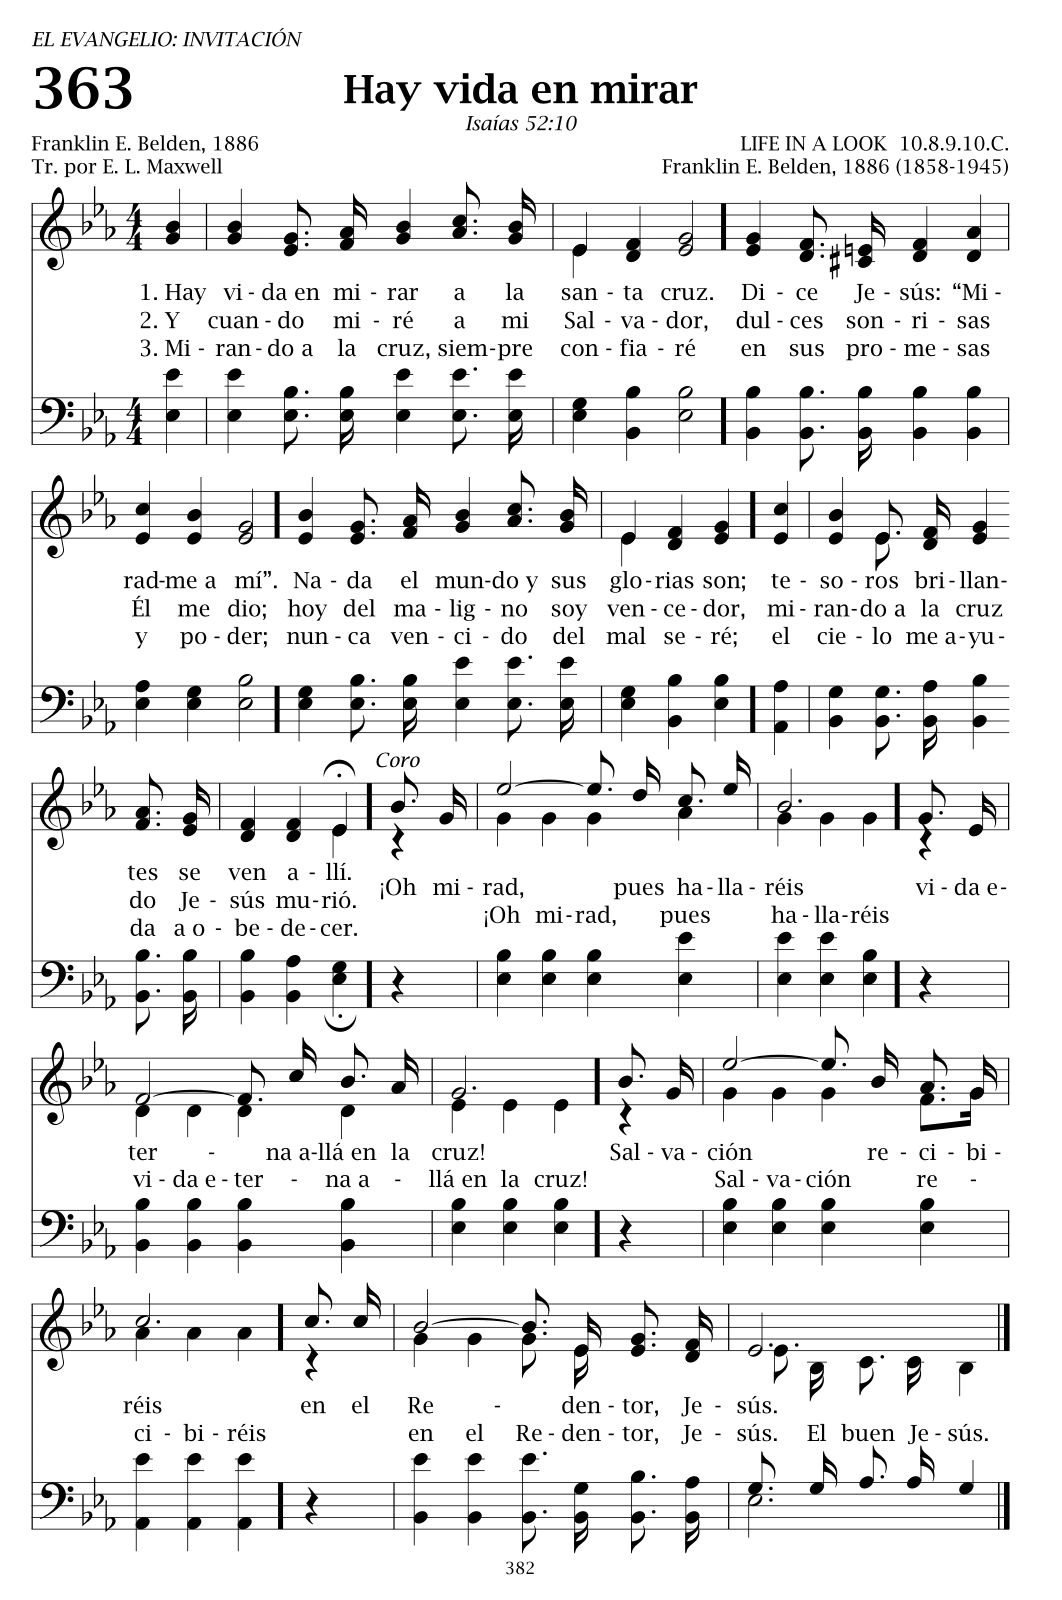 EL EVANGELIO: INVITACIÓN
363
Hay vida en mirar
Isaías 52:10
Franklin E. Belden, 1886
LIFE IN A LOOK 10.8.9.10.C.
Tr. por E. L. Maxwell
Franklin E. Belden, 1886 (1858-1945)
1. Hay vi - da en mi - rar a la san - ta cruz. Di - ce Je - sús: “Mi -
2. Y cuan - do mi - ré a mi Sal - va - dor, dul - ces son - ri - sas
3. Mi - ran - do a la cruz, siem - pre con - fia - ré en sus pro - me - sas
rad - me a mí”. Na - da el mun - do y sus glo - rias son; te - so - ros bri - llan -
Él me dio; hoy del ma - lig - no soy ven - ce - dor, mi - ran - do a la cruz
y po - der; nun - ca ven - ci - do del mal se - ré; el cie - lo me a - yu -
Coro
tes se ven a - llí.
¡Oh mi - rad, pues ha - lla - réis vi - da e -
do Je - sús mu - rió.
¡Oh mi - rad, pues ha - lla - réis
da a o - be - de - cer.
ter - na a - llá en la cruz! Sal - va - ción re - ci - bi -
vi - da e - ter - na a - llá en la cruz! Sal - va - ción re -
réis en el Re - den - tor, Je - sús.
ci - bi - réis en el Re - den - tor, Je - sús. El buen Je - sús.
382